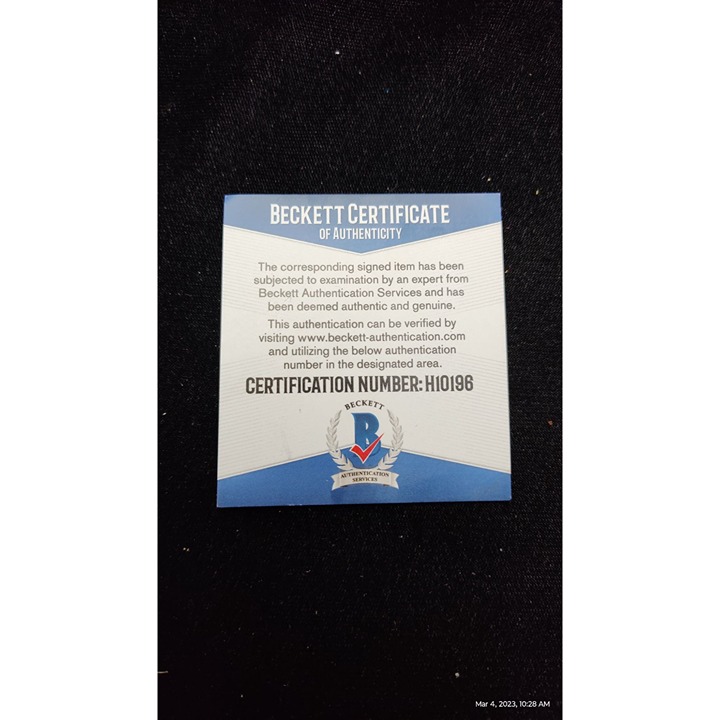 BECKETT CERTIFICATE
OF AUTHENTICITY
The corresponding signed item has been
subjected to examination by an expert from
Beckett Authentication Services and has
been deemed authentic and genuine.
This authentication can be verified by
visiting www.beckett-authentication.com
and utilizing the below authentication
number in the designated area.
CERTIFICATION NUMBER: H10196
BECKETT
B
AUTHENTICATION
SERVICES
Mar 4, 2023, 10:28 AM